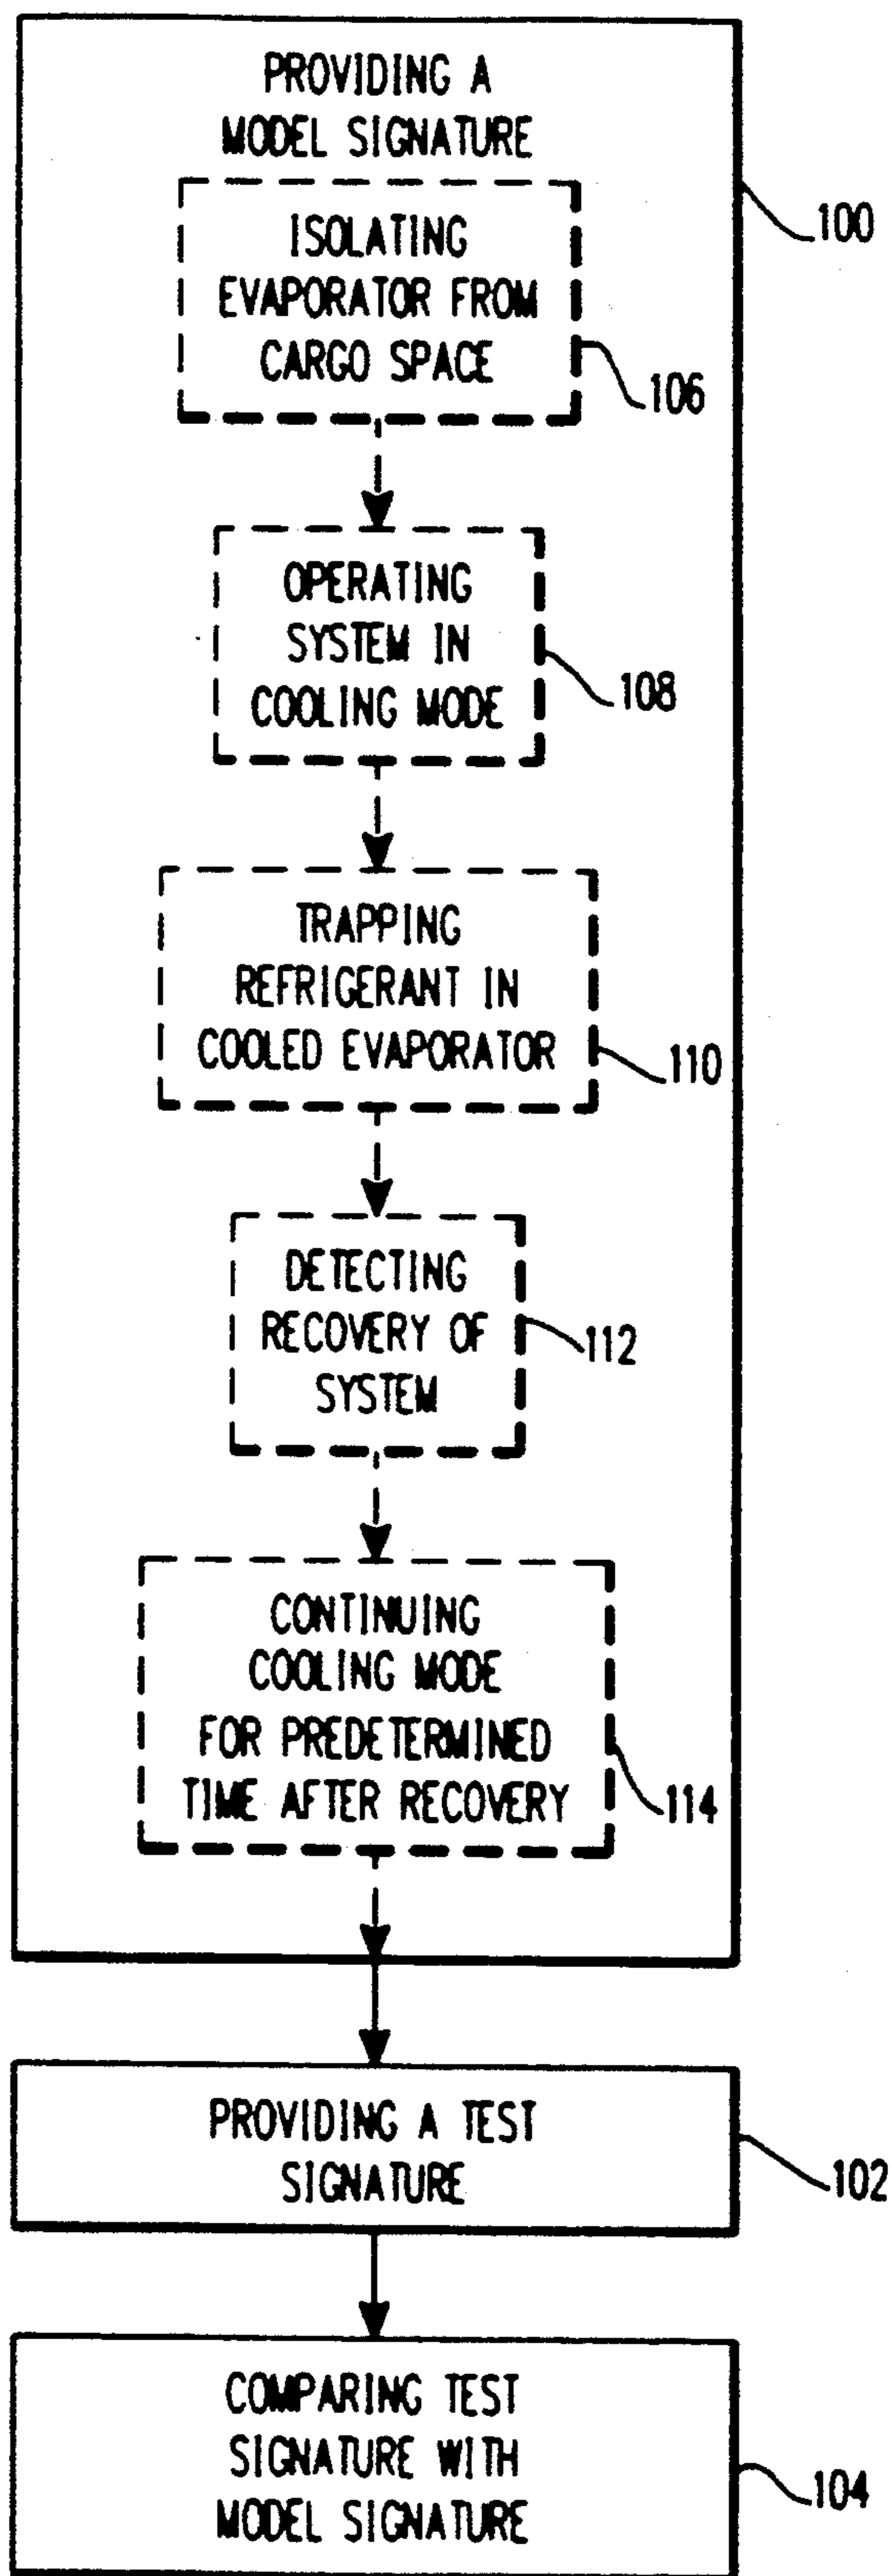 PROVIDING A
MODEL SIGNATURE
100
ISOLATING
EVAPORATOR FROM
CARGO SPACE
106
OPERATING
SYSTEM IN
COOLING MODE
108
TRAPPING
REFRIGERANT IN
COOLED EVAPORATOR
110
DETECTING
RECOVERY OF
SYSTEM
112
CONTINUING
COOLING MODE
FOR PREDETERMINED
TIME AFTER RECOVERY
114
PROVIDING A TEST
SIGNATURE
102
COMPARING TEST
SIGNATURE WITH
MODEL SIGNATURE
104